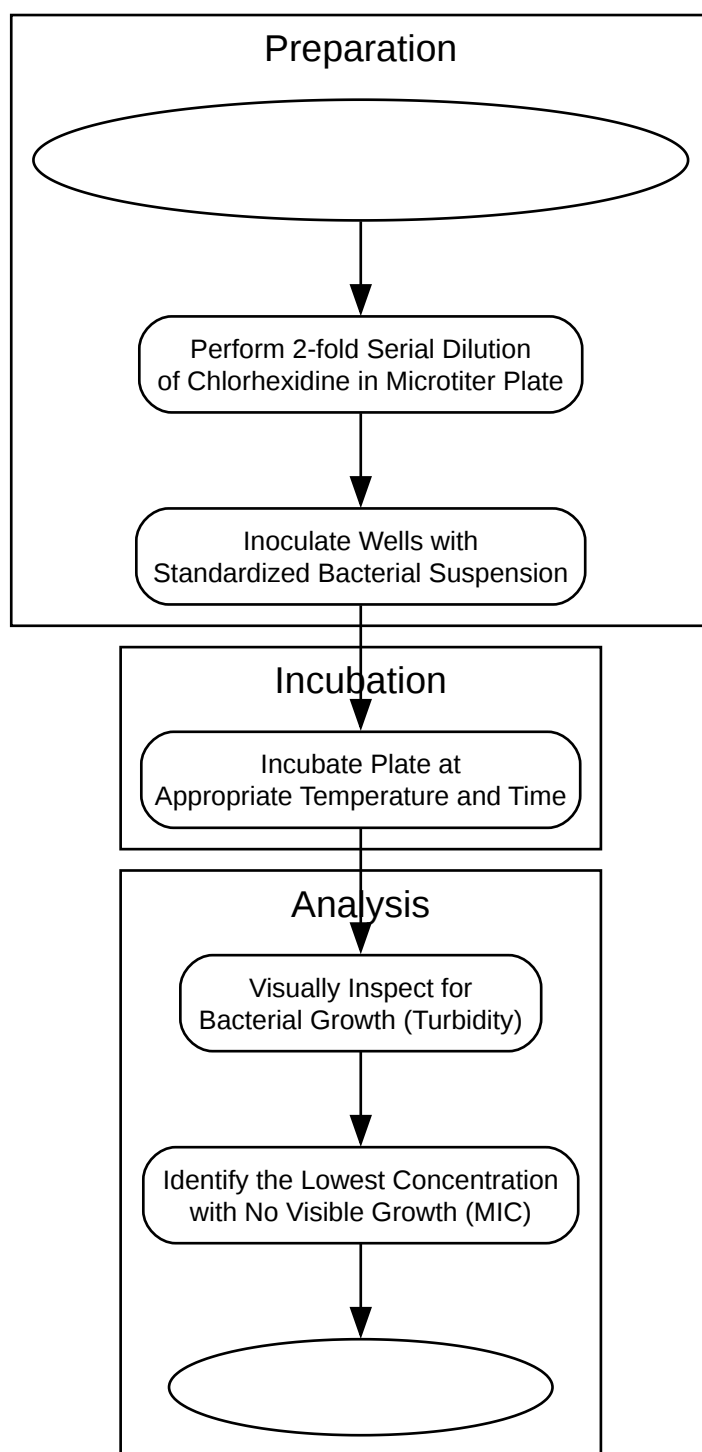 Preparation
Perform 2-fold Serial Dilution
of Chlorhexidine in Microtiter Plate
Inoculate Wells with
Standardized Bacterial Suspension
Incubation
Incubate Plate at
Appropriate Temperature and Time
Analysis
Visually Inspect for
Bacterial Growth (Turbidity)
Identify the Lowest Concentration
with No Visible Growth (MIC)